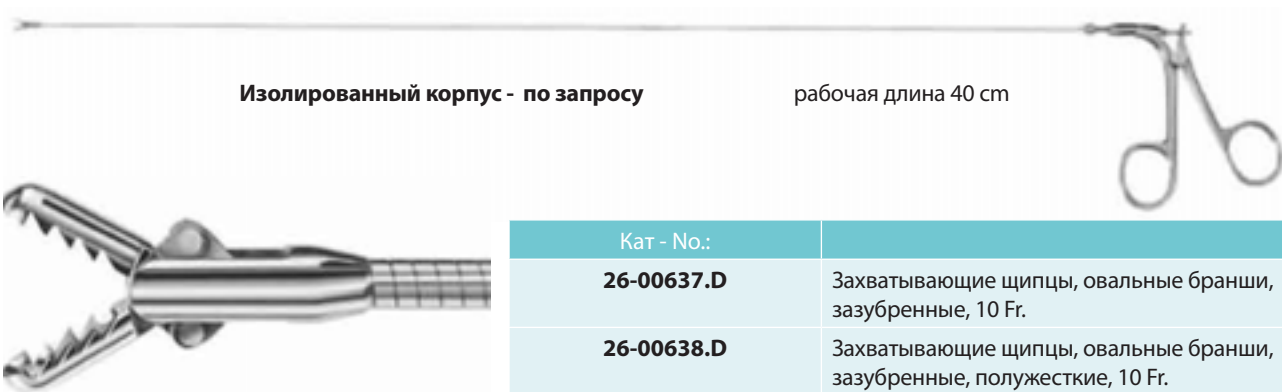 Изолированный корпус - по запросу рабочая длина 40 cm
Кат - No.:
26-00637.D Захватывающие щипцы, овальные бранши,
зазубренные, 10 Fr.
26-00638.D Захватывающие щипцы, овальные бранши,
зазубренные, полужесткие, 10 Fr.